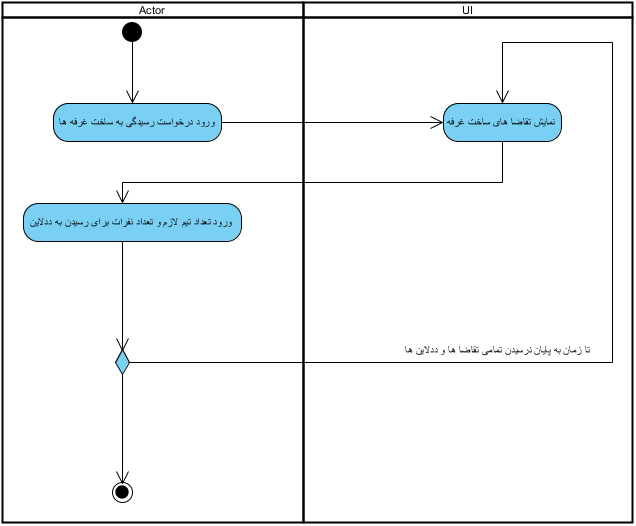 Actor
UI
ورود درخواست رسیدگی به ساخت غرفه ها
نمایش تقاضا های ساخت غرفه
ورود تعداد تیم لازم و تعداد نفرات برای رسیدن به ددلاین
تا زمان به پایان نرسیدن تمامی تقاضا ها و ددلاین ها